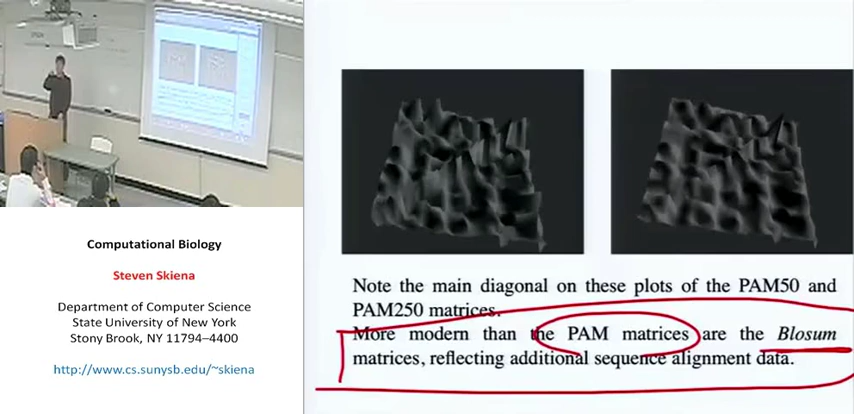 Computational Biology
Steven Skiena
Department of Computer Science
State University of New York
Stony Brook, NY 11794–4400
http://www.cs.sunysb.edu/~skiena
Note the main diagonal on these plots of the PAM50 and
PAM250 matrices.
More modern than the PAM matrices are the Blosum
matrices, reflecting additional sequence alignment data.